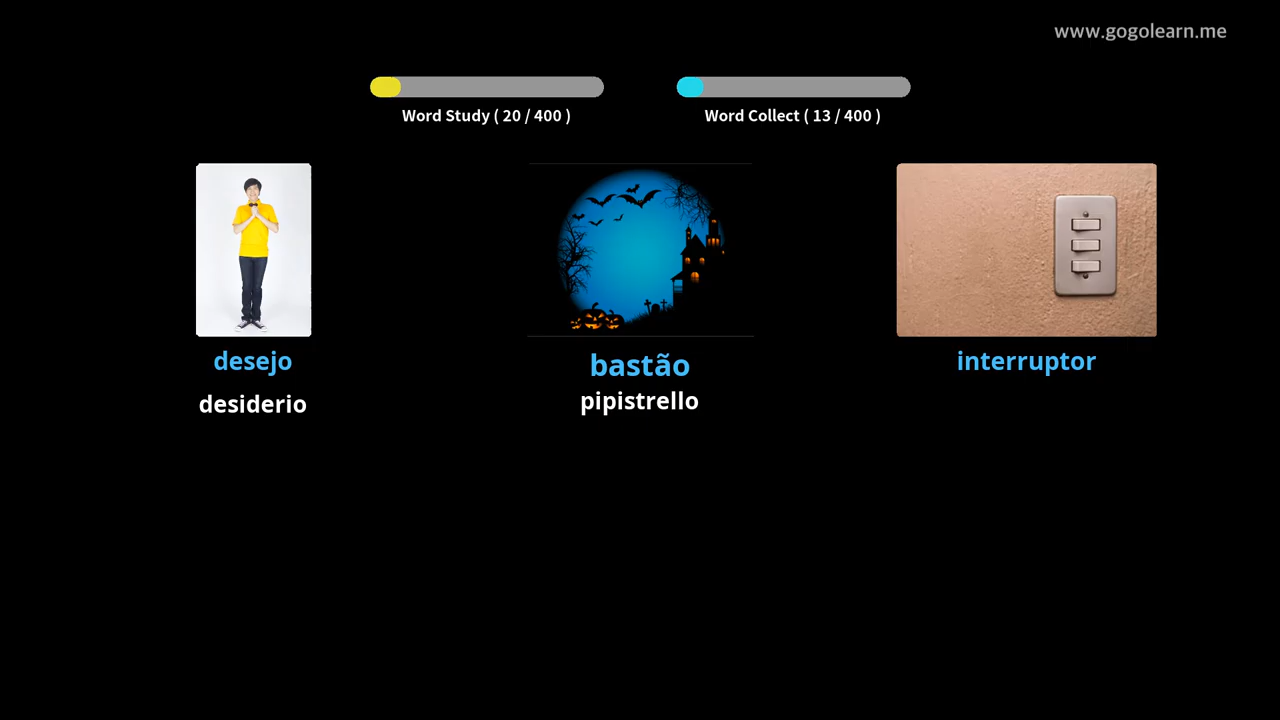 www.gogolearn.me
Word Study ( 20 / 400 )
Word Collect ( 13 / 400 )
desejo
bastão
interruptor
desiderio
pipistrello